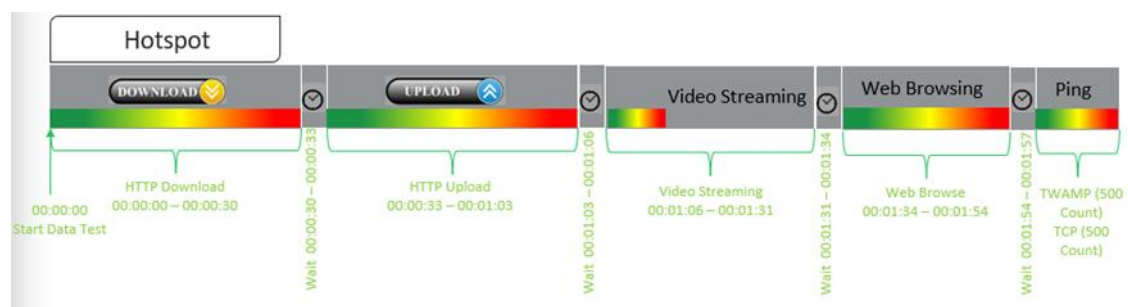 Hotspot
DOWNLOAD
UPLOAD
Video Streaming
Web Browsing
Ping
00:00:00
Start Data Test
HTTP Download
00:00:00 – 00:00:30
Wait 00:00:30 – 00:00:33
HTTP Upload
00:00:33 – 00:01:03
Wait 00:01:03 – 00:01:06
Video Streaming
00:01:06 – 00:01:31
Wait 00:01:31 – 00:01:34
Web Browse
00:01:34 – 00:01:54
Wait 00:01:54 – 00:01:57
TWAMP (500
Count)
TCP (500
Count)